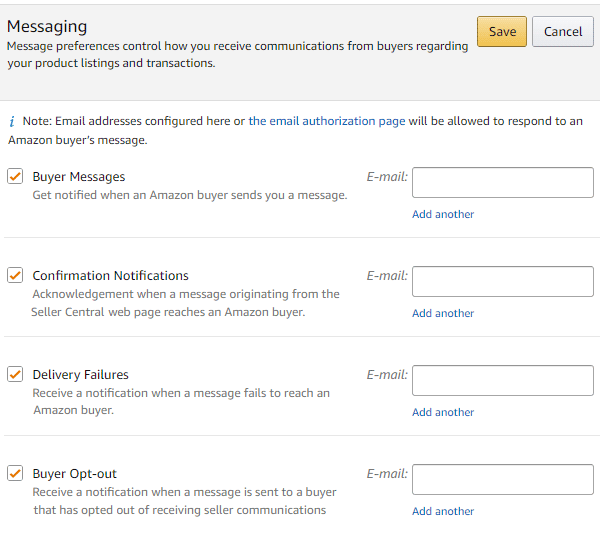 Messaging
Message preferences control how you receive communications from buyers regarding
your product listings and transactions.
Save
Cancel
i Note: Email addresses configured here or the email authorization page will be allowed to respond to an
Amazon buyer's message.
Buyer Messages
E-mail:
Get notified when an Amazon buyer sends you a message.
Add another
Confirmation Notifications
E-mail:
Acknowledgement when a message originating from the
Seller Central web page reaches an Amazon buyer.
Add another
Delivery Failures
E-mail:
Receive a notification when a message fails to reach an
Amazon buyer.
Add another
Buyer Opt-out
E-mail:
Receive a notification when a message is sent to a buyer
that has opted out of receiving seller communications
Add another